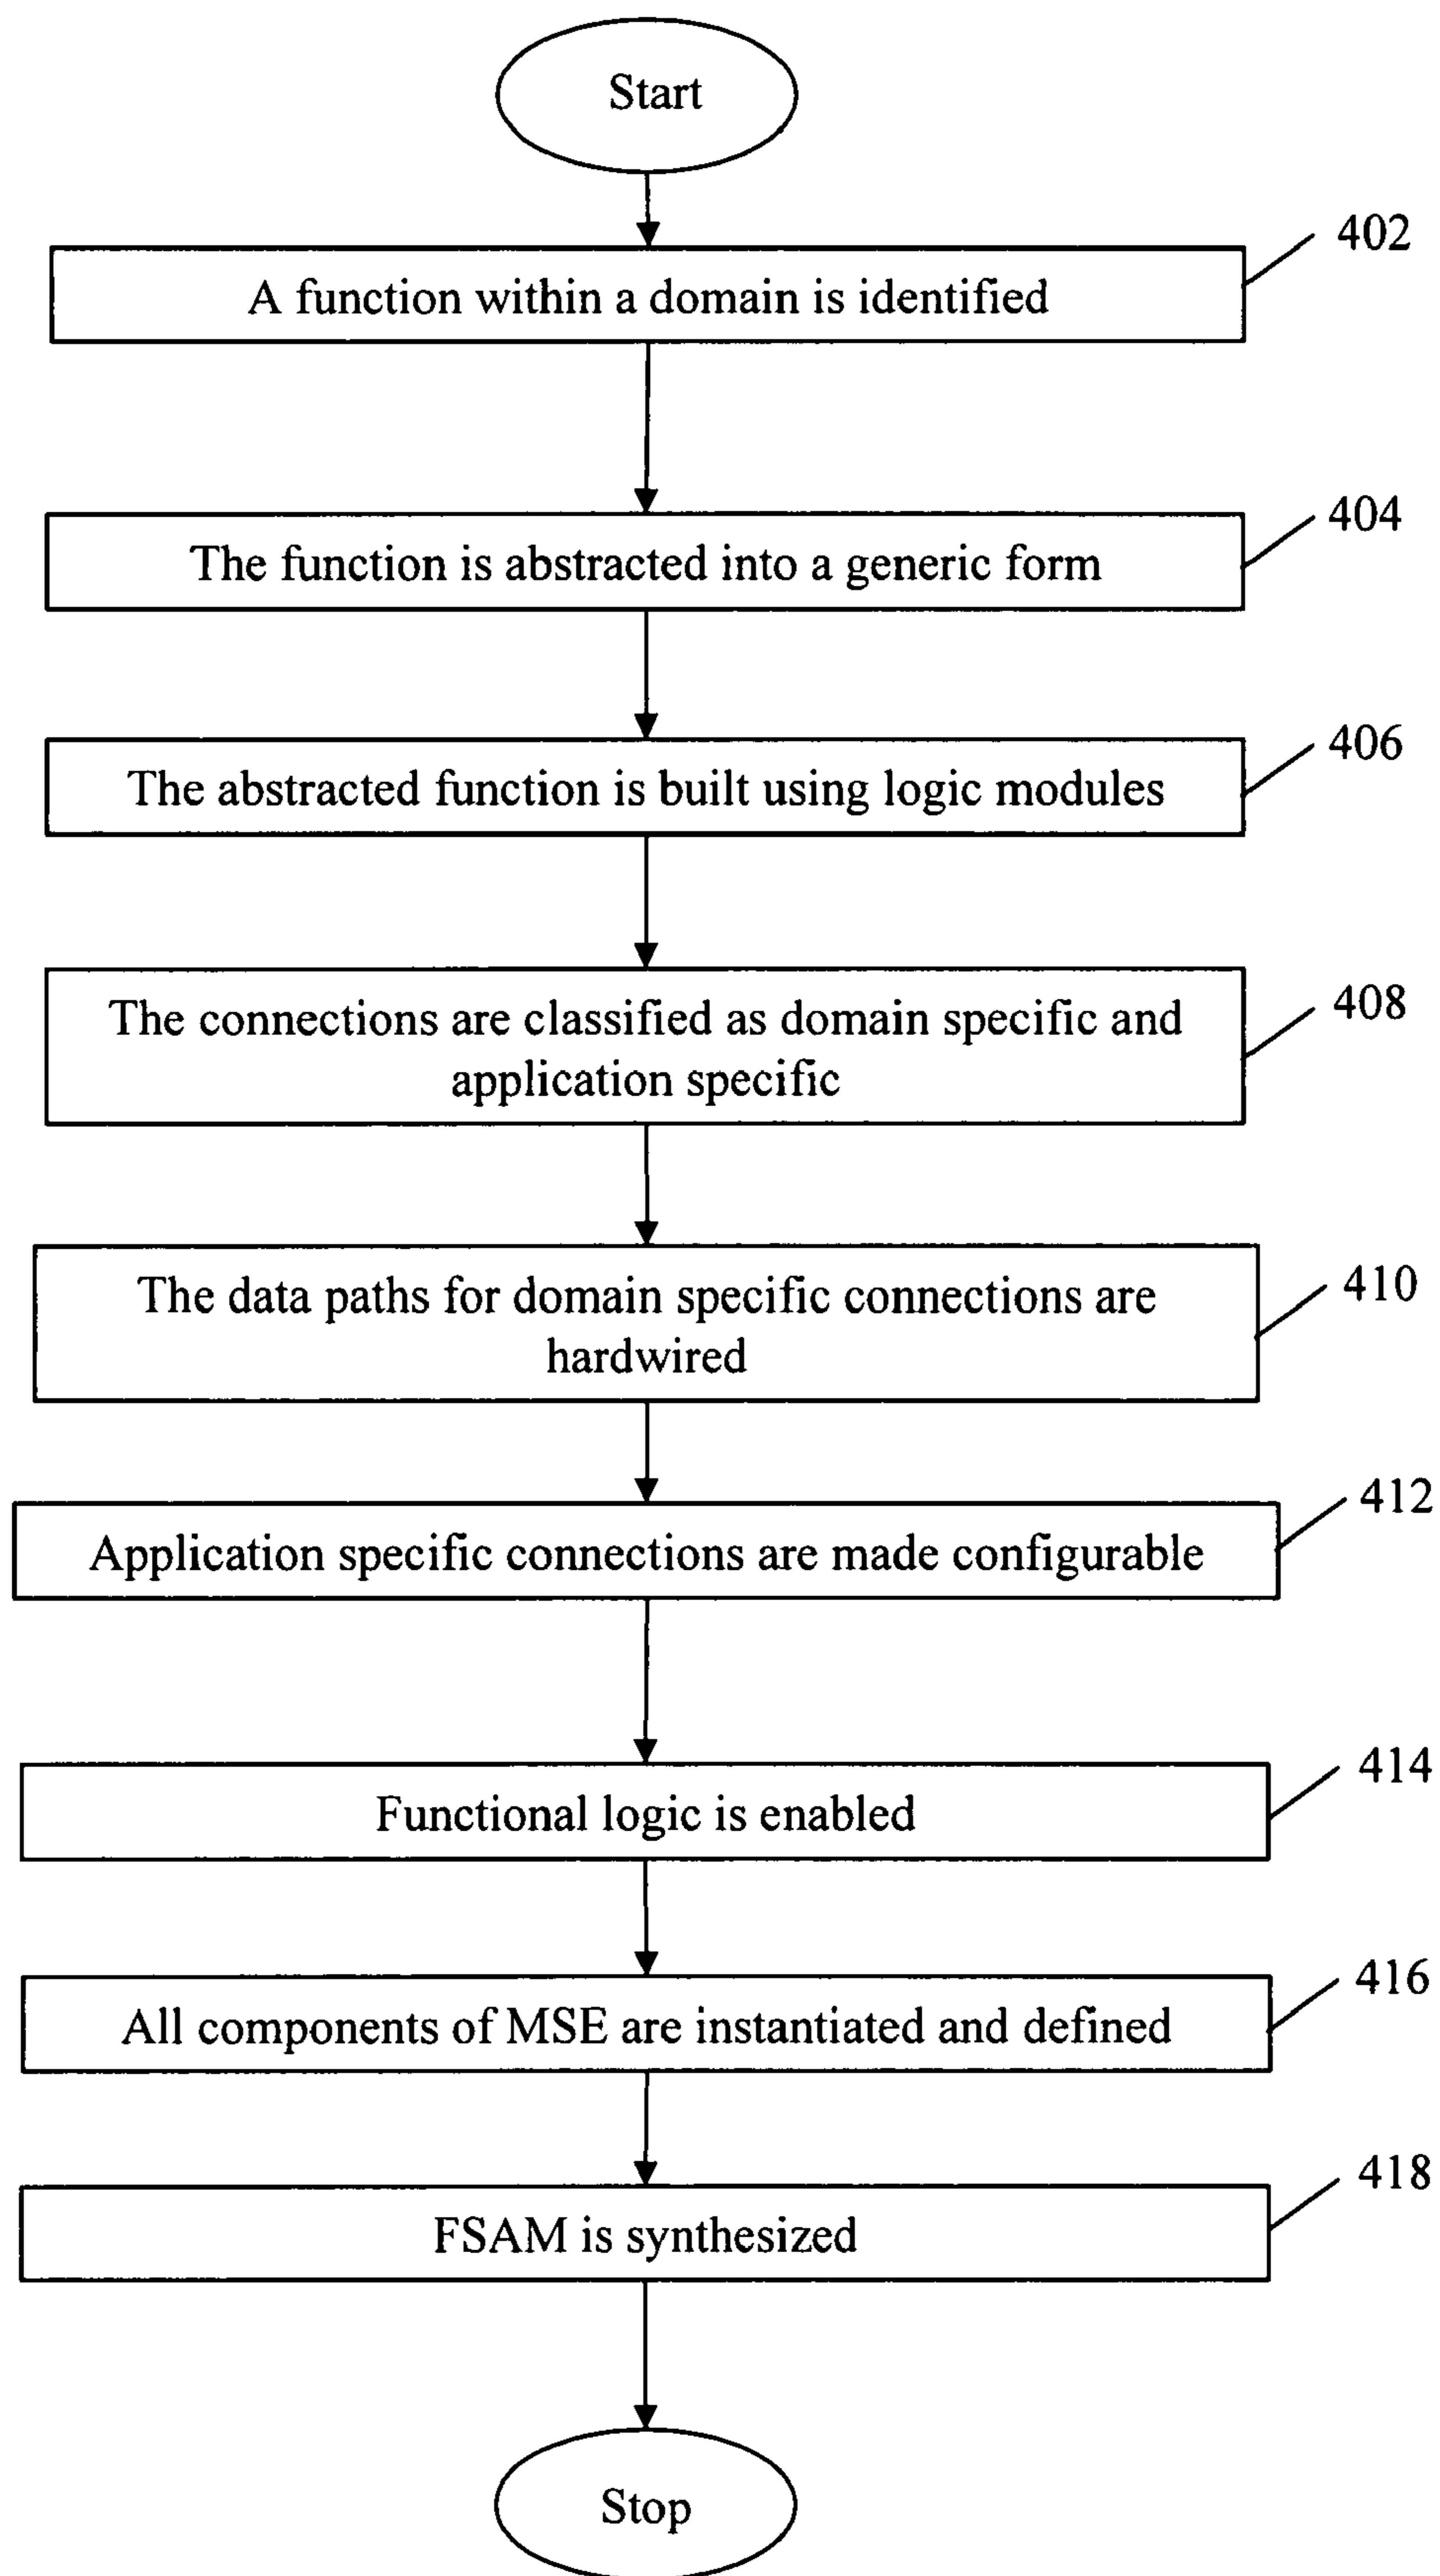 Start
402
A function within a domain is identified
404
The function is abstracted into a generic form
406
The abstracted function is built using logic modules
408
The connections are classified as domain specific and
application specific
410
The data paths for domain specific connections are
hardwired
412
Application specific connections are made configurable
414
Functional logic is enabled
416
All components of MSE are instantiated and defined
418
FSAM is synthesized
Stop